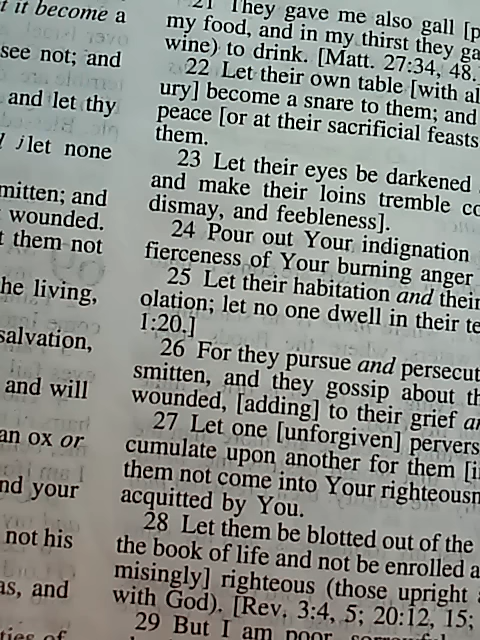 it become a
see not; and
and let thy
j let none
mitten; and
wounded.
them not
he living,
salvation,
and will
an ox or
nd your
not his
as, and
ties of
21 They gave me also gall
my food, and in my thirst they
wine) to drink. [Matt. 27:34, 48.
22 Let their own table [with
ury] become a snare to them; and
peace [or at their sacrificial feasts
them.
23 Let their eyes be darkened
and make their loins tremble
dismay, and feebleness].
24 Pour out Your indignation
fierceness of Your burning anger
25 Let their habitation and their
olation; let no one dwell in their
1:20.]
26 For they pursue and persecut
smitten, and they gossip about
wounded, [adding] to their grief
27 Let one [unforgiven] pervers
cumulate upon another for them
them not come into Your righteousn
acquitted by You.
28 Let them be blotted out of the
the book of life and not be enrolled
misingly] righteous (those upright
with God). [Rev. 3:4, 5; 20:12, 15;
29 But I am poor,